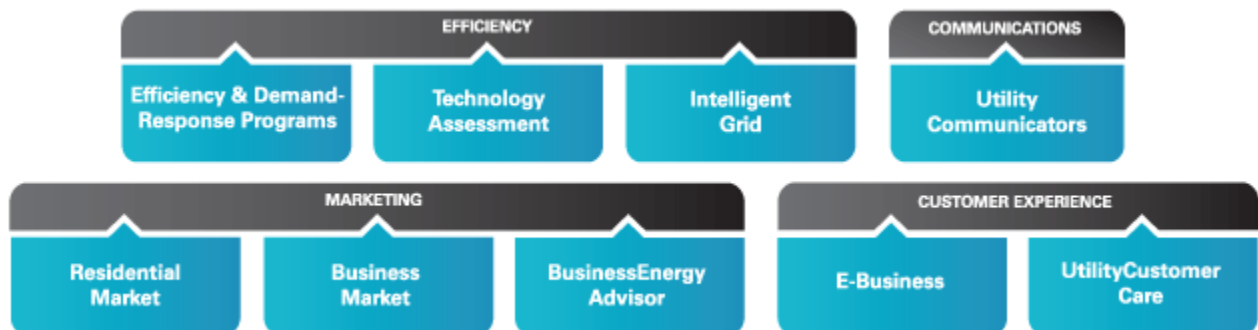 EFFICIENCY
COMMUNICATIONS
Efficiency & Demand-
Response Programs
Technology
Assessment
Intelligent
Grid
Utility
Communicators
MARKETING
CUSTOMER EXPERIENCE
Residential
Market
Business
Market
BusinessEnergy
Advisor
E-Business
UtilityCustomer
Care